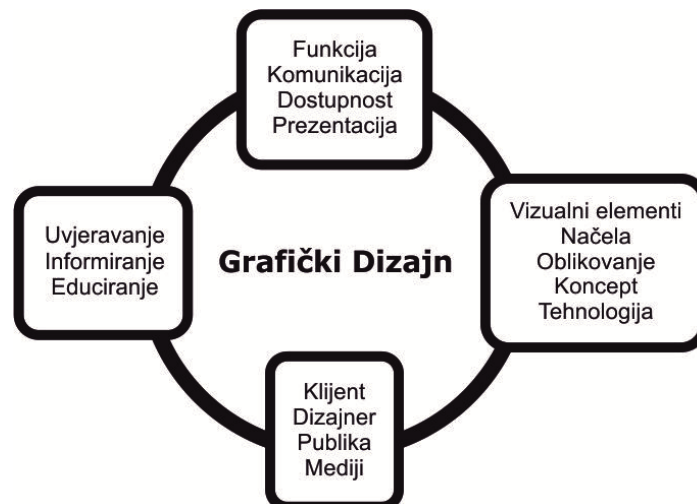 Funkcija
Komunikacija
Dostupnost
Prezentacija
Vizualni elementi
Načela
Oblikovanje
Koncept
Tehnologija
Uvjeravanje
Informiranje
Educiranje
Grafički Dizajn
Klijent
Dizajner
Publika
Mediji